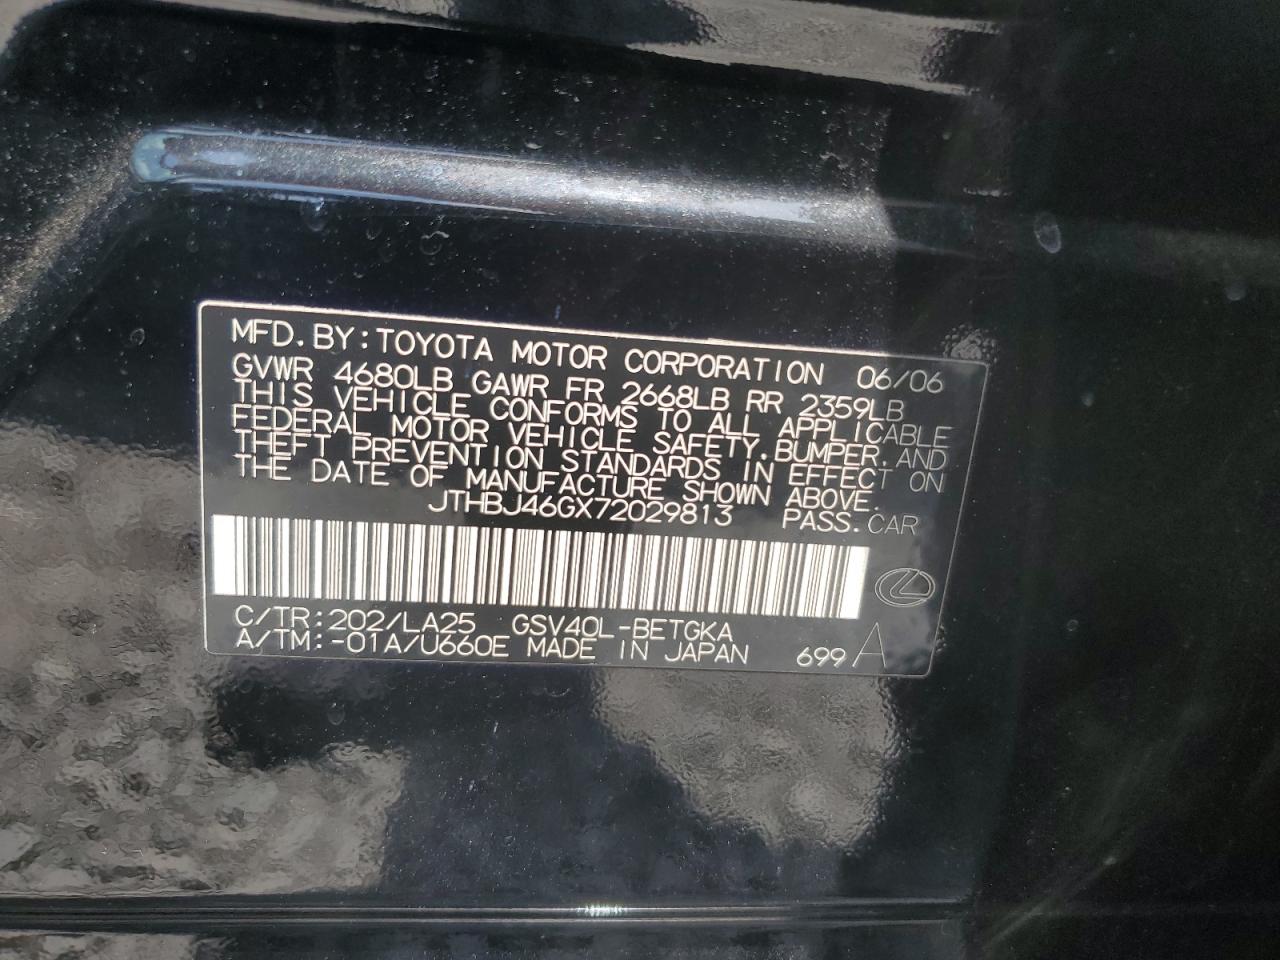 MFD. BY: TOYOTA MOTOR CORPORATION 06/06
GVWR 4680LB GAWR FR 2668LB RR 2359LB
THIS VEHICLE CONFORMS TO ALL APPLICABLE
FEDERAL MOTOR VEHICLE SAFETY, BUMPER, AND
THEFT PREVENTION STANDARDS IN EFFECT ON
THE DATE OF MANUFACTURE SHOWN ABOVE.
JTHBJ46GX72029813 PASS. CAR
C/TR: 202/LA25 GSV40L-BETGKA
A/TM: -01A/U660E MADE IN JAPAN 699 A